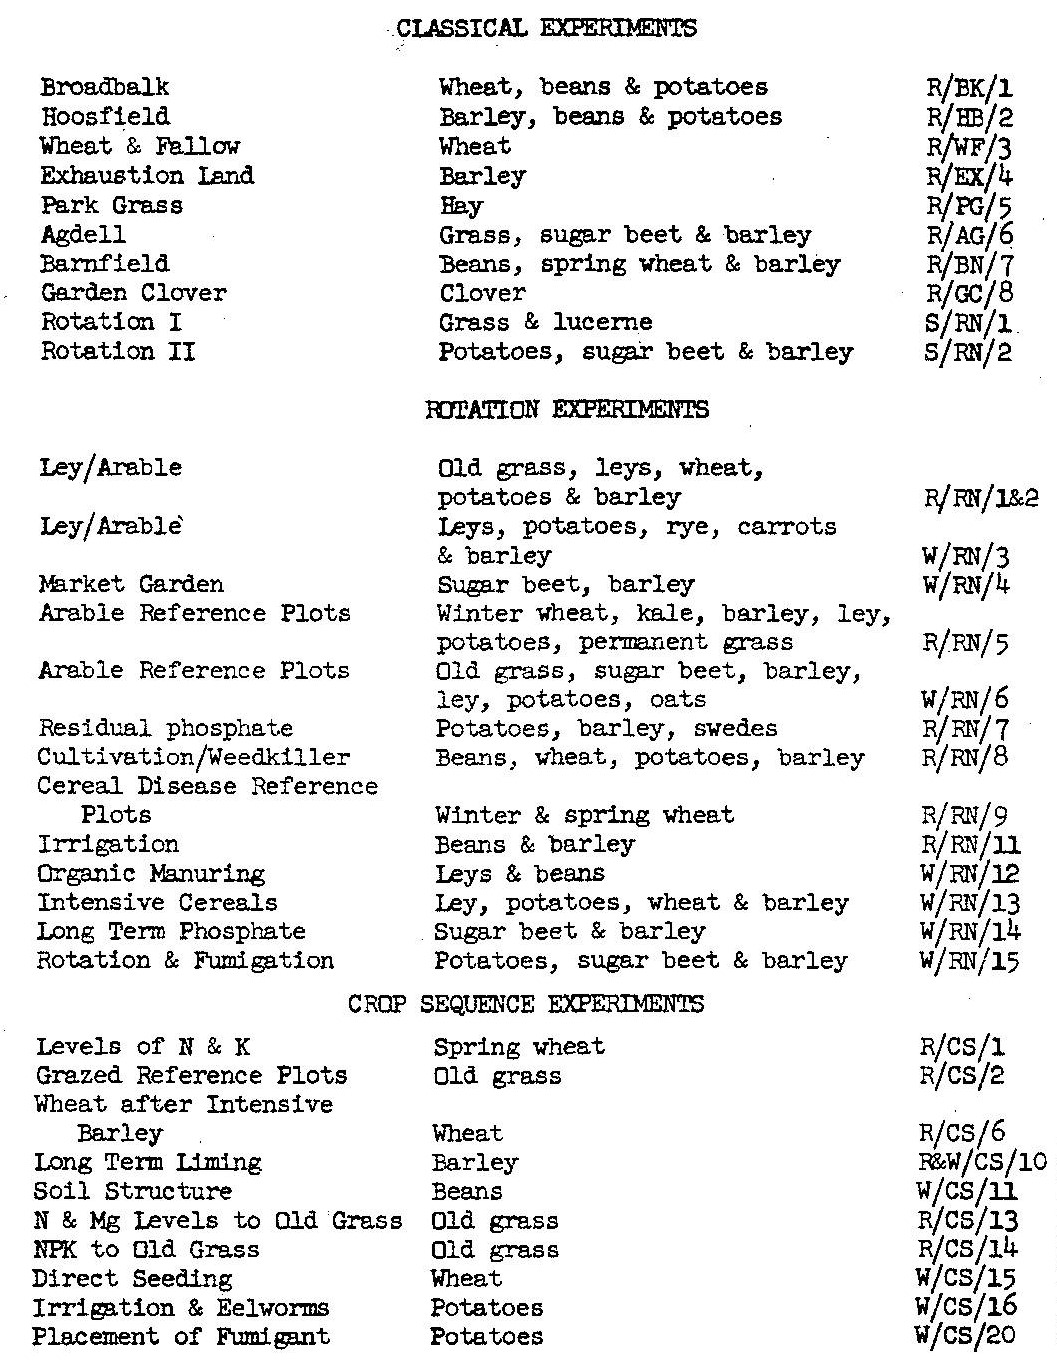 CLASSICAL EXPERIMENTS
Broadbalk Wheat, beans & potatoes R/BK/1
Hoosfield Barley, beans & potatoes R/HB/2
Wheat & Fallow Wheat R/WF/3
Exhaustion Land Barley R/EX/4
Park Grass Hay R/PG/5
Agdell Grass, sugar beet & barley R/AG/6
Barnfield Beans, spring wheat & barley R/BN/7
Garden Clover Clover R/GC/8
Rotation I Grass & lucerne S/RN/1
Rotation II Potatoes, sugar beet & barley S/RN/2
ROTATION EXPERIMENTS
Ley/Arable Old grass, leys, wheat,
potatoes & barley R/RN/1&2
Ley/Arable Leys, potatoes, rye, carrots
& barley W/RN/3
Market Garden Sugar beet, barley W/RN/4
Arable Reference Plots Winter wheat, kale, barley, ley,
potatoes, permanent grass R/RN/5
Arable Reference Plots Old grass, sugar beet, barley,
ley, potatoes, oats W/RN/6
Residual phosphate Potatoes, barley, swedes R/RN/7
Cultivation/Weedkiller Beans, wheat, potatoes, barley R/RN/8
Cereal Disease Reference
Plots Winter & spring wheat R/RN/9
Irrigation Beans & barley R/RN/11
Organic Manuring Leys & beans W/RN/12
Intensive Cereals Ley, potatoes, wheat & barley W/RN/13
Long Term Phosphate Sugar beet & barley W/RN/14
Rotation & Fumigation Potatoes, sugar beet & barley W/RN/15
CROP SEQUENCE EXPERIMENTS
Levels of N & K Spring wheat R/CS/1
Grazed Reference Plots Old grass R/CS/2
Wheat after Intensive
Barley Wheat R/CS/6
Long Term Liming Barley R&W/CS/10
Soil Structure Beans W/CS/11
N & Mg Levels to Old Grass Old grass R/CS/13
NPK to Old Grass Old grass R/CS/14
Direct Seeding Wheat W/CS/15
Irrigation & Eelworms Potatoes W/CS/16
Placement of Fumigant Potatoes W/CS/20